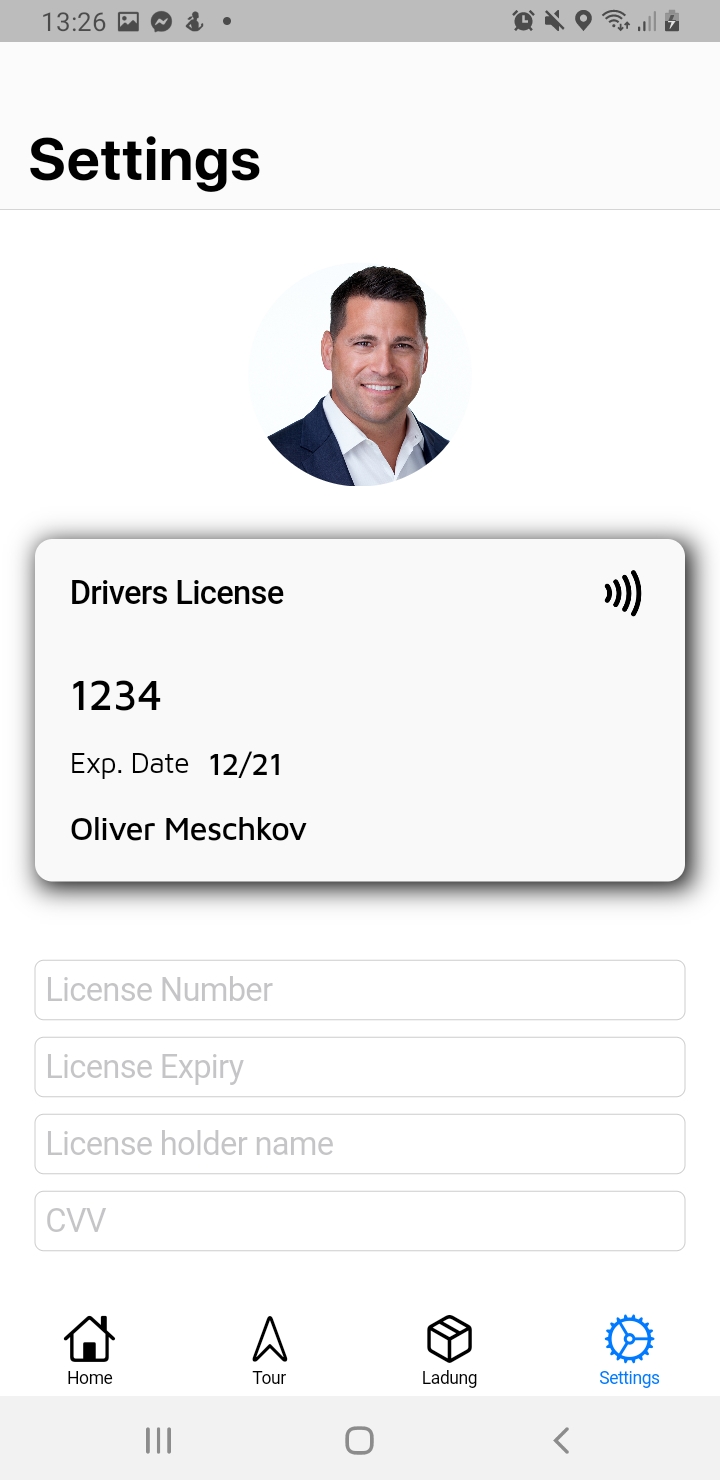 13:26
Settings
Drivers License
1234
Exp. Date 12/21
Oliver Meschkov
License Number
License Expiry
License holder name
CVV
Home Tour Ladung Settings